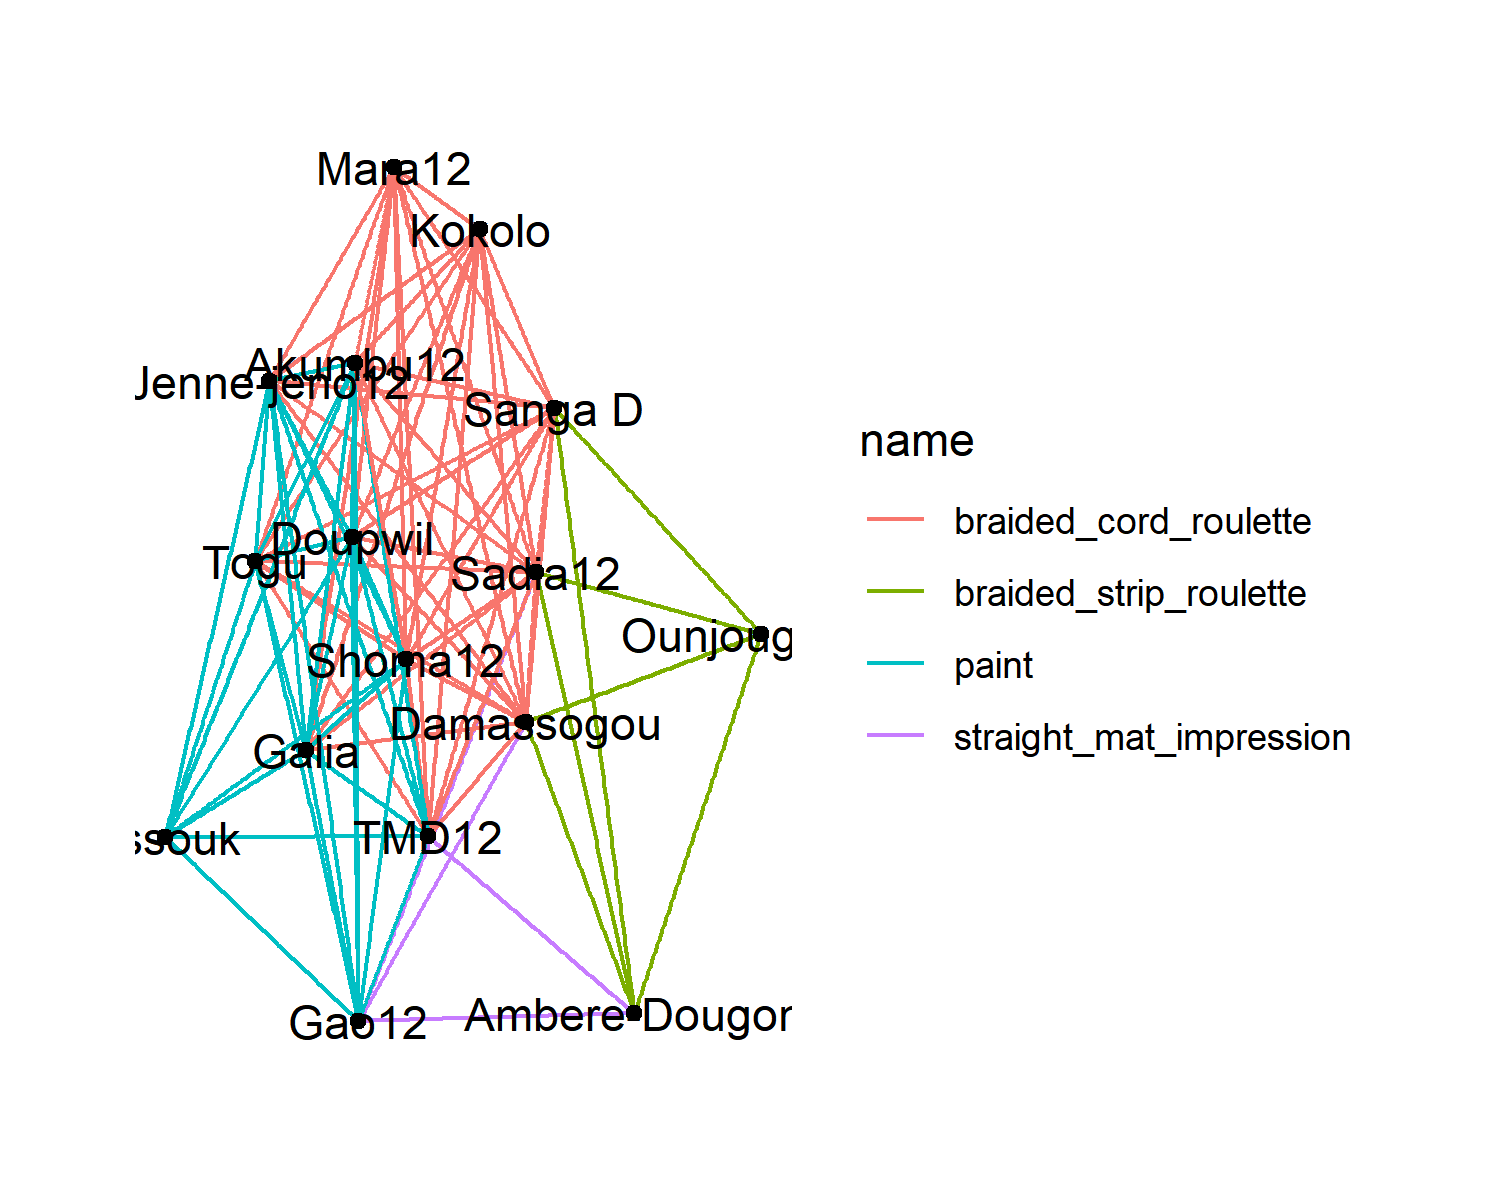 Mara12
Kokolo
Akumbu12
Jenne-jeno12
Sanga D
Doupwil
Togu
Sadia12
Ounjoug
Shoma12
Damassogou
Galia
ssouk
TMD12
Gao12
Ambere-Dougon
name
braided_cord_roulette
braided_strip_roulette
paint
straight_mat_impression